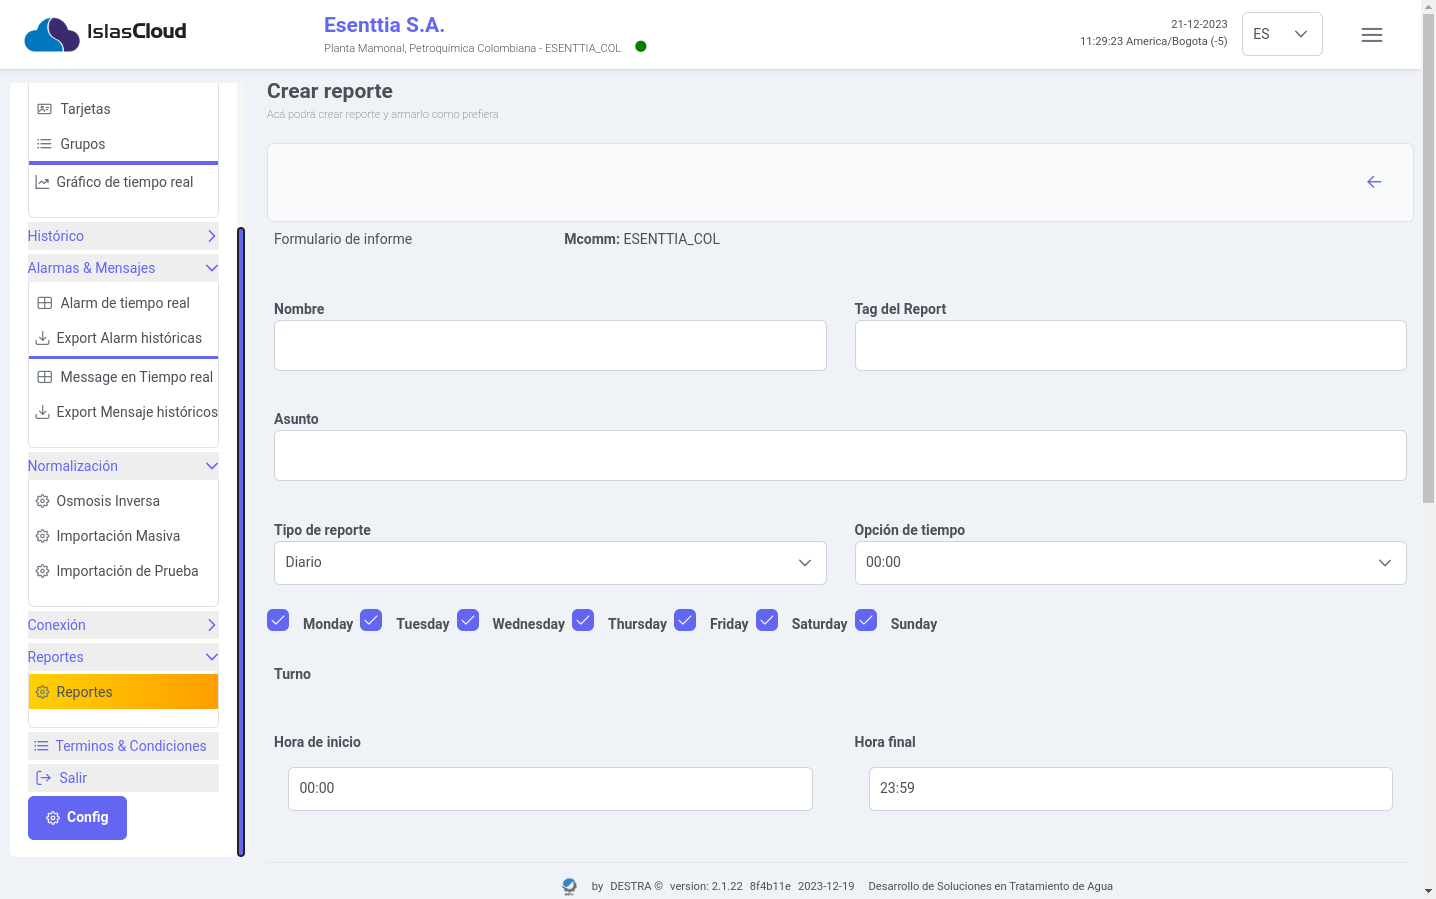 IslasCloud
Esenttia S.A.
Planta Mamonal, Petroquimica Colombiana - ESENTTIA_COL
21-12-2023
11:29:23 America/Bogota (-5)
ES
Tarjetas
Grupos
Gráfico de tiempo real
Histórico
Alarmas & Mensajes
Alarm de tiempo real
Export Alarm históricas
Message en Tiempo real
Export Mensaje históricos
Normalización
Osmosis Inversa
Importación Masiva
Importación de Prueba
Conexión
Reportes
Reportes
Terminos & Condiciones
Salir
Config
Crear reporte
Acá podrá crear reporte y armarlo como prefiera
Formulario de informe
Mcomm: ESENTTIA_COL
Nombre
Tag del Report
Asunto
Tipo de reporte
Opción de tiempo
Diario
00:00
Monday Tuesday Wednesday Thursday Friday Saturday Sunday
Turno
Hora de inicio
Hora final
00:00
23:59
by DESTRA © version: 2.1.22 8f4b11e 2023-12-19 Desarrollo de Soluciones en Tratamiento de Agua